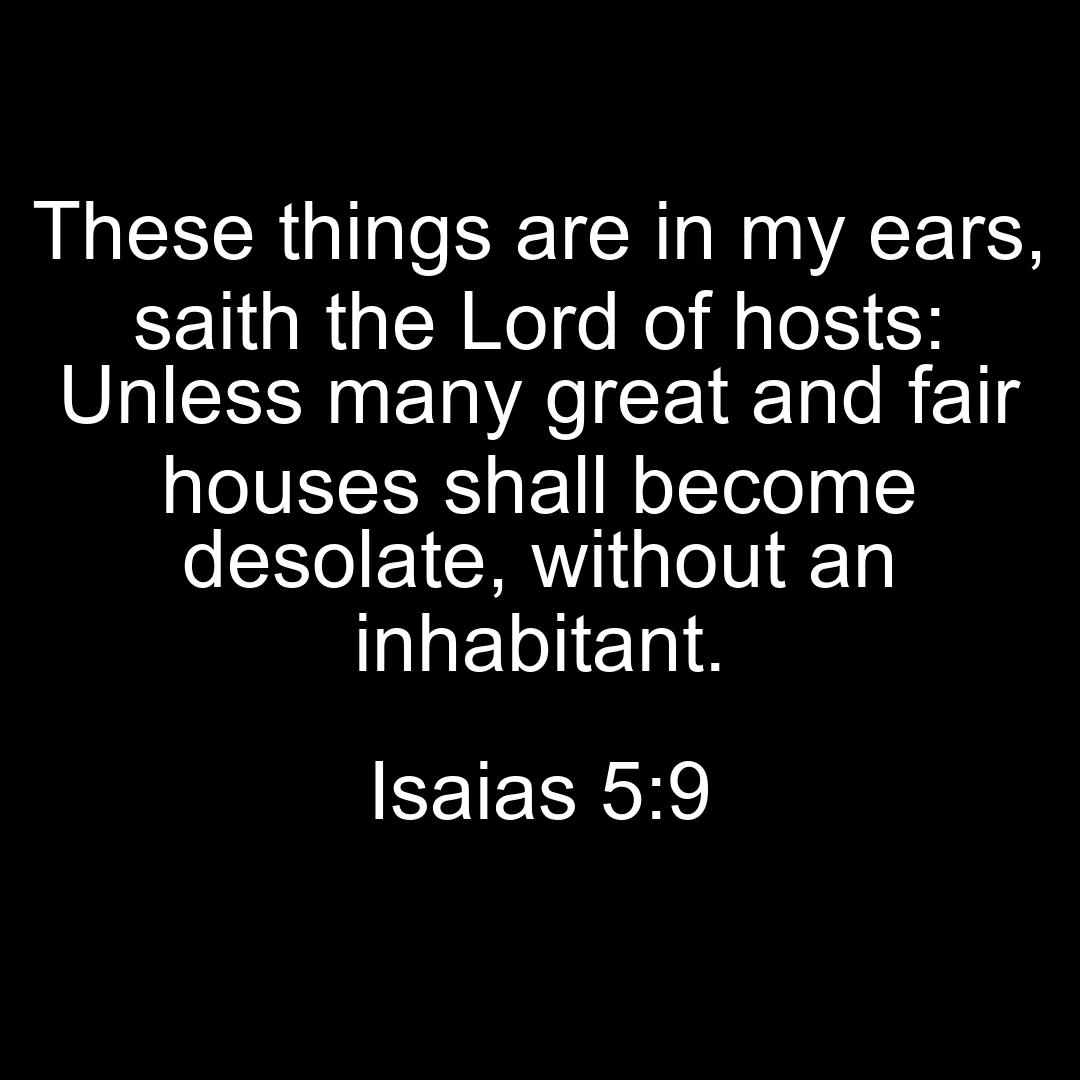 These things are in my ears,
saith the Lord of hosts:
Unless many great and fair
houses shall become
desolate, without an
inhabitant.
Isaias 5:9